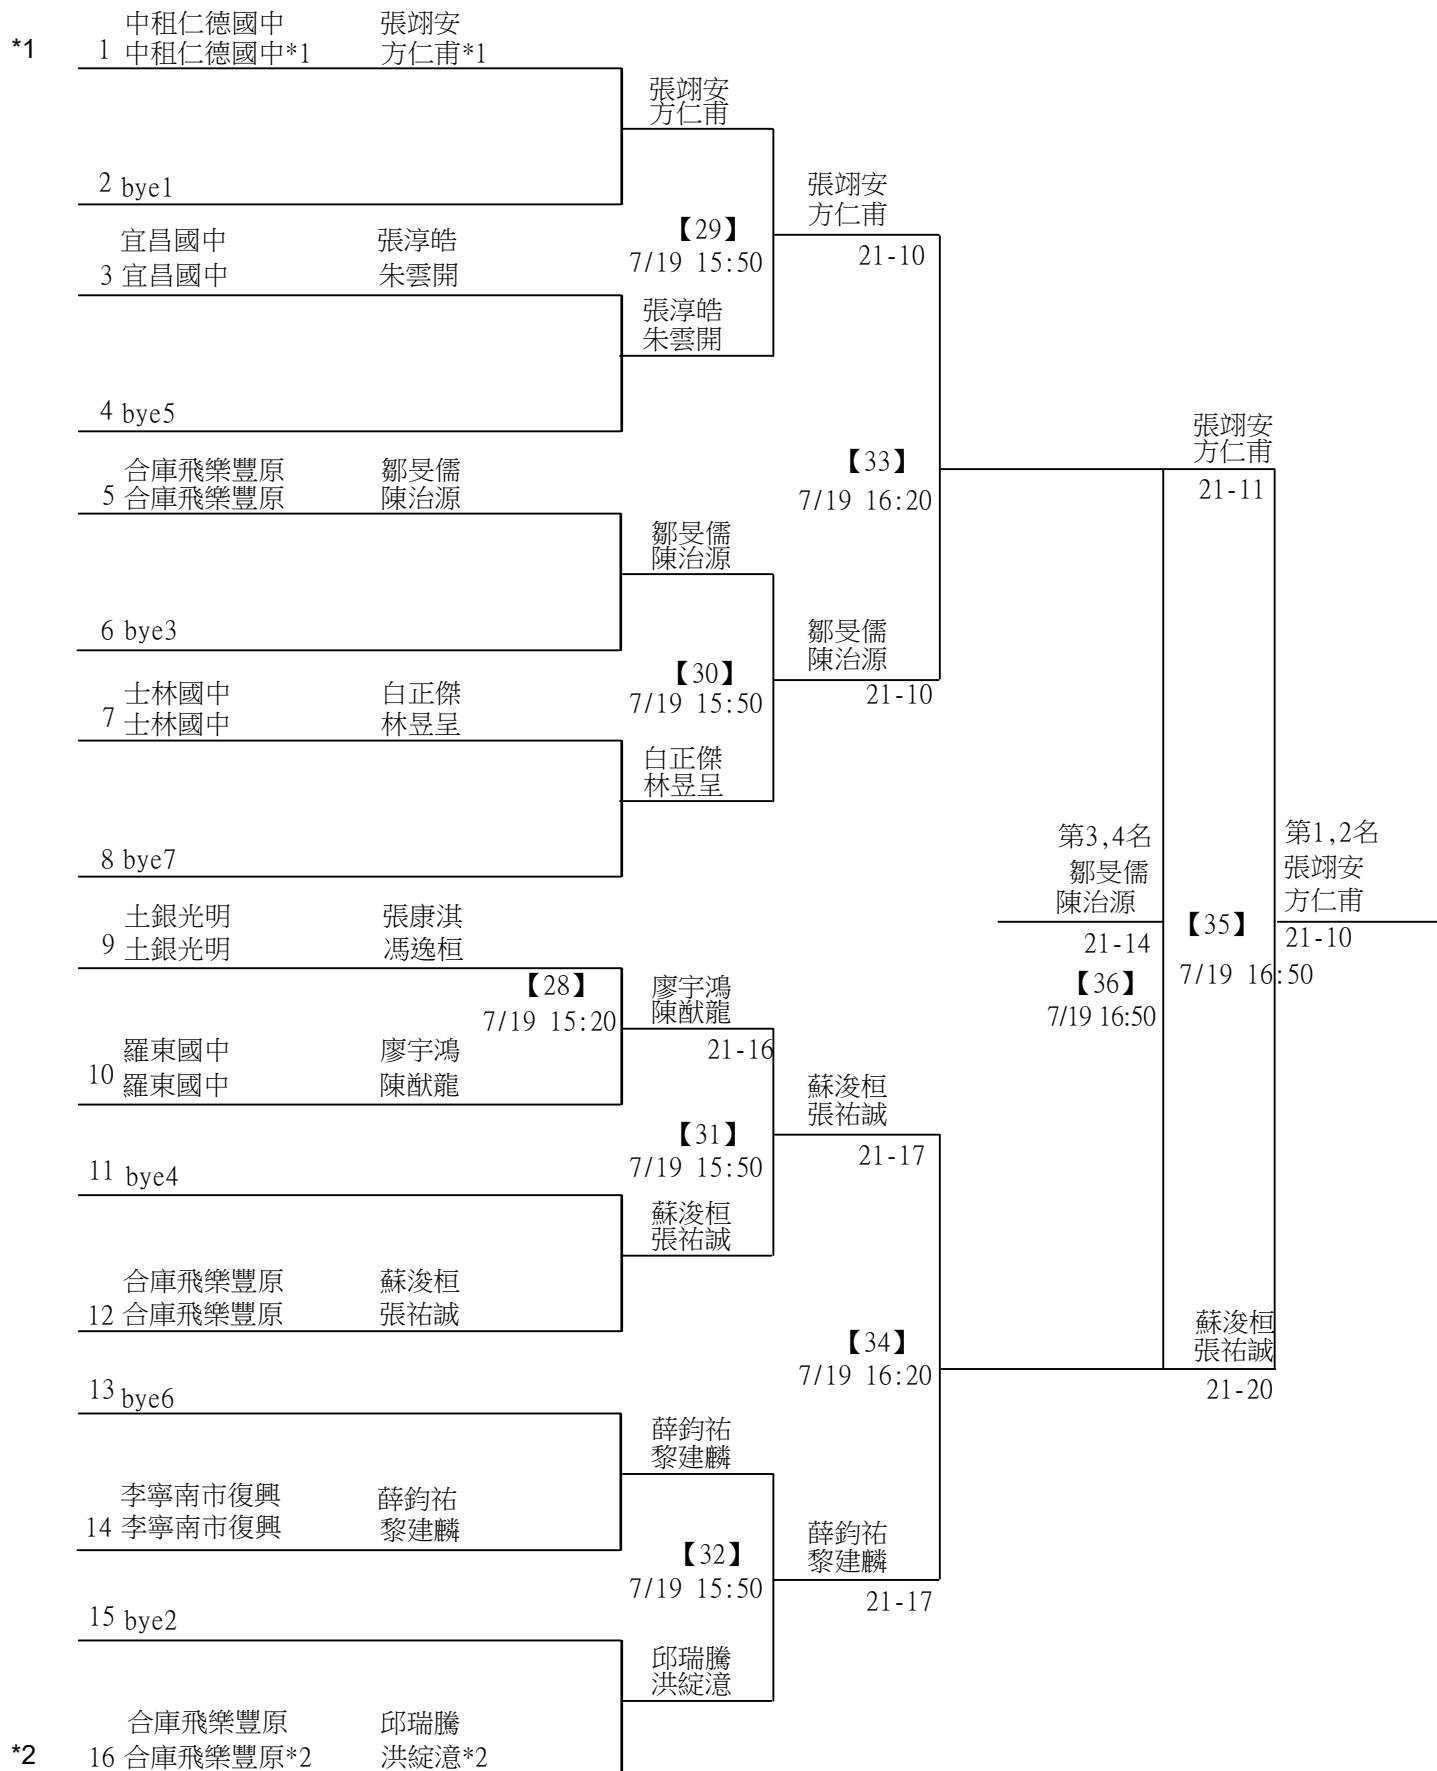 中租仁德國中 張翊安
*1 1 中租仁德國中*1 方仁甫*1
張翊安
方仁甫
2 bye1
張翊安
方仁甫
宜昌國中 張淳皓
3 宜昌國中 朱雲開
【29】
7/19 15:50
21-10
張淳皓
朱雲開
4 bye5
張翊安
方仁甫
21-11
合庫飛樂豐原 鄒旻儒
5 合庫飛樂豐原 陳治源
【33】
7/19 16:20
鄒旻儒
陳治源
6 bye3
鄒旻儒
陳治源
21-10
士林國中 白正傑
7 士林國中 林昱呈
【30】
7/19 15:50
白正傑
林昱呈
8 bye7
第3,4名
鄒旻儒
陳治源
21-14
【36】
7/19 16:50
第1,2名
張翊安
方仁甫
21-10
【35】
7/19 16:50
土銀光明 張康淇
9 土銀光明 馮逸桓
【28】
7/19 15:20
廖宇鴻
陳猷龍
21-16
羅東國中 廖宇鴻
10 羅東國中 陳猷龍
蘇浚桓
張祐誠
21-17
【31】
7/19 15:50
11 bye4
蘇浚桓
張祐誠
合庫飛樂豐原 蘇浚桓
12 合庫飛樂豐原 張祐誠
【34】
7/19 16:20
蘇浚桓
張祐誠
21-20
13 bye6
薛鈞祐
黎建麟
李寧南市復興 薛鈞祐
14 李寧南市復興 黎建麟
【32】
7/19 15:50
薛鈞祐
黎建麟
21-17
15 bye2
邱瑞騰
洪綻澺
合庫飛樂豐原 邱瑞騰
*2 16 合庫飛樂豐原*2 洪綻澺*2